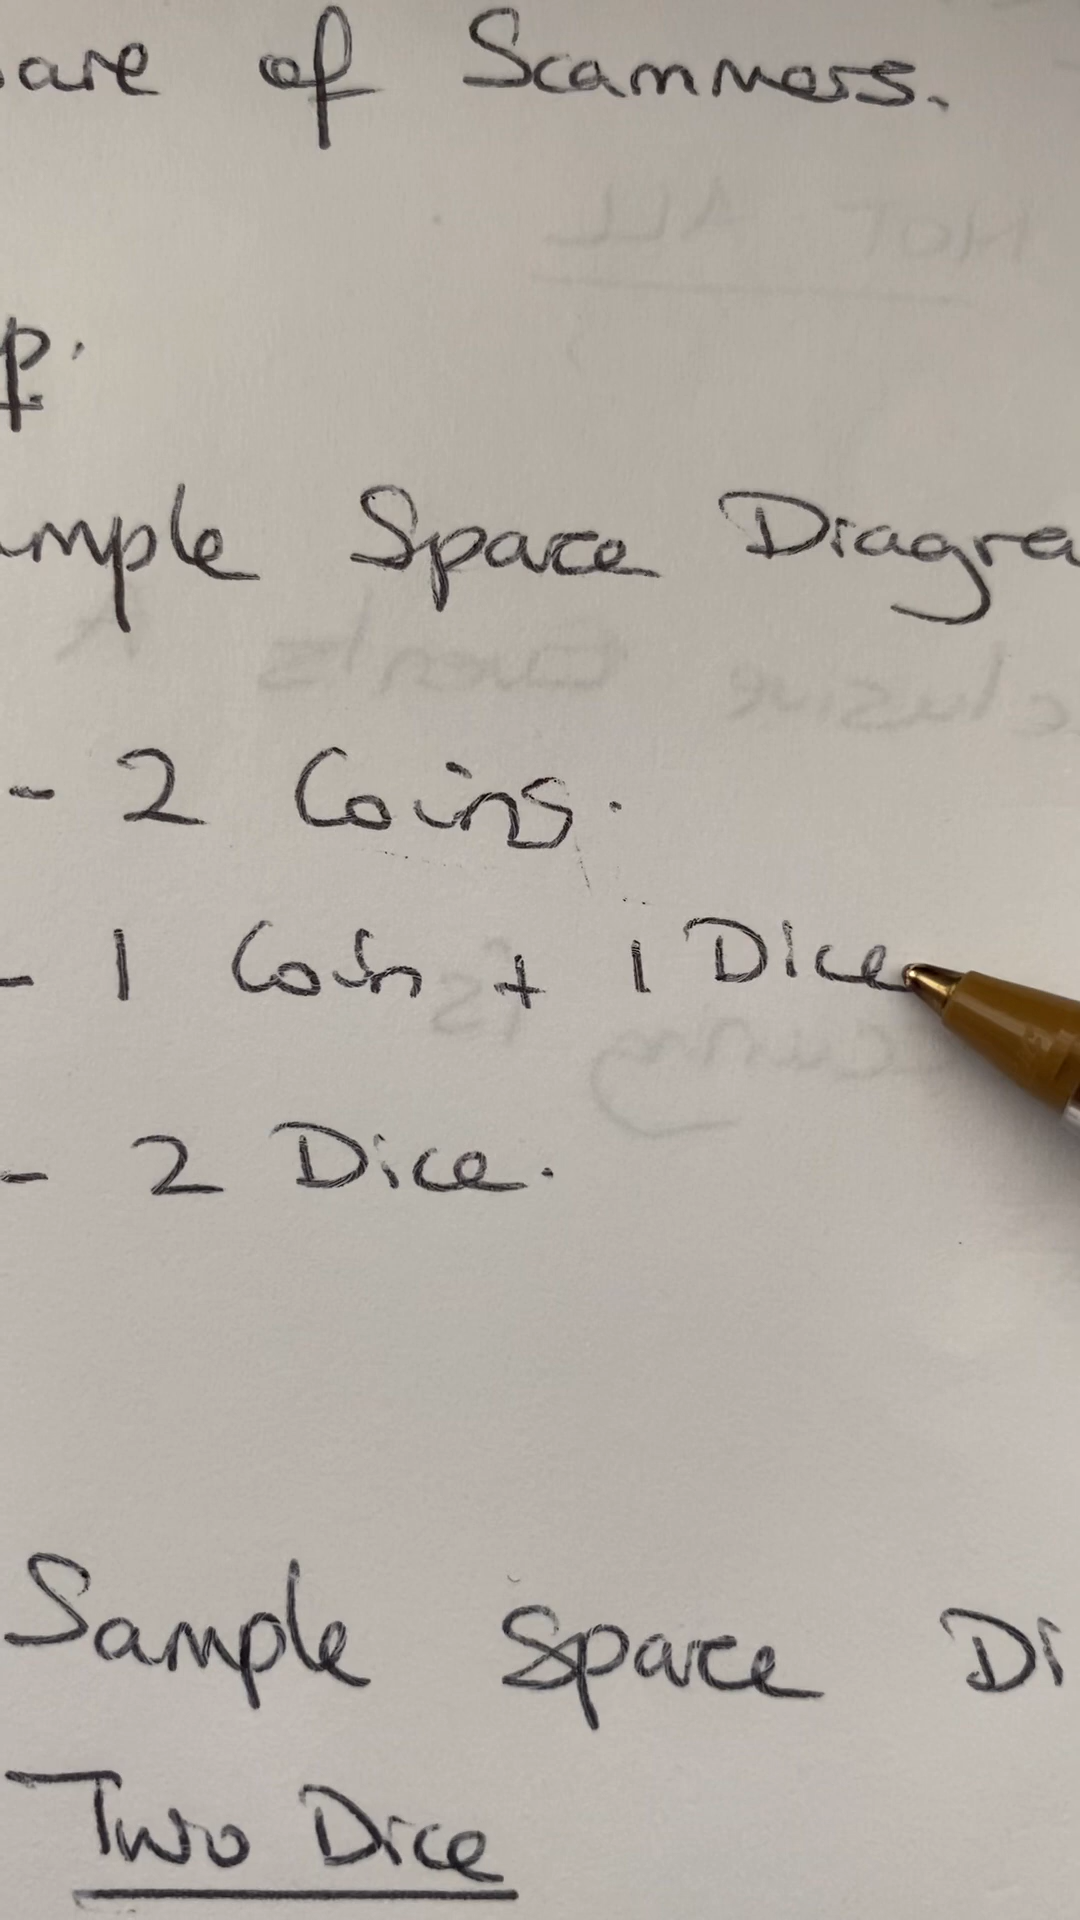 are of Scammers.
p.
mple Space Diagra
- 2 Coins.
- 1 Coin + 1 Dice
- 2 Dice.
Sample Space Di
Two Dice